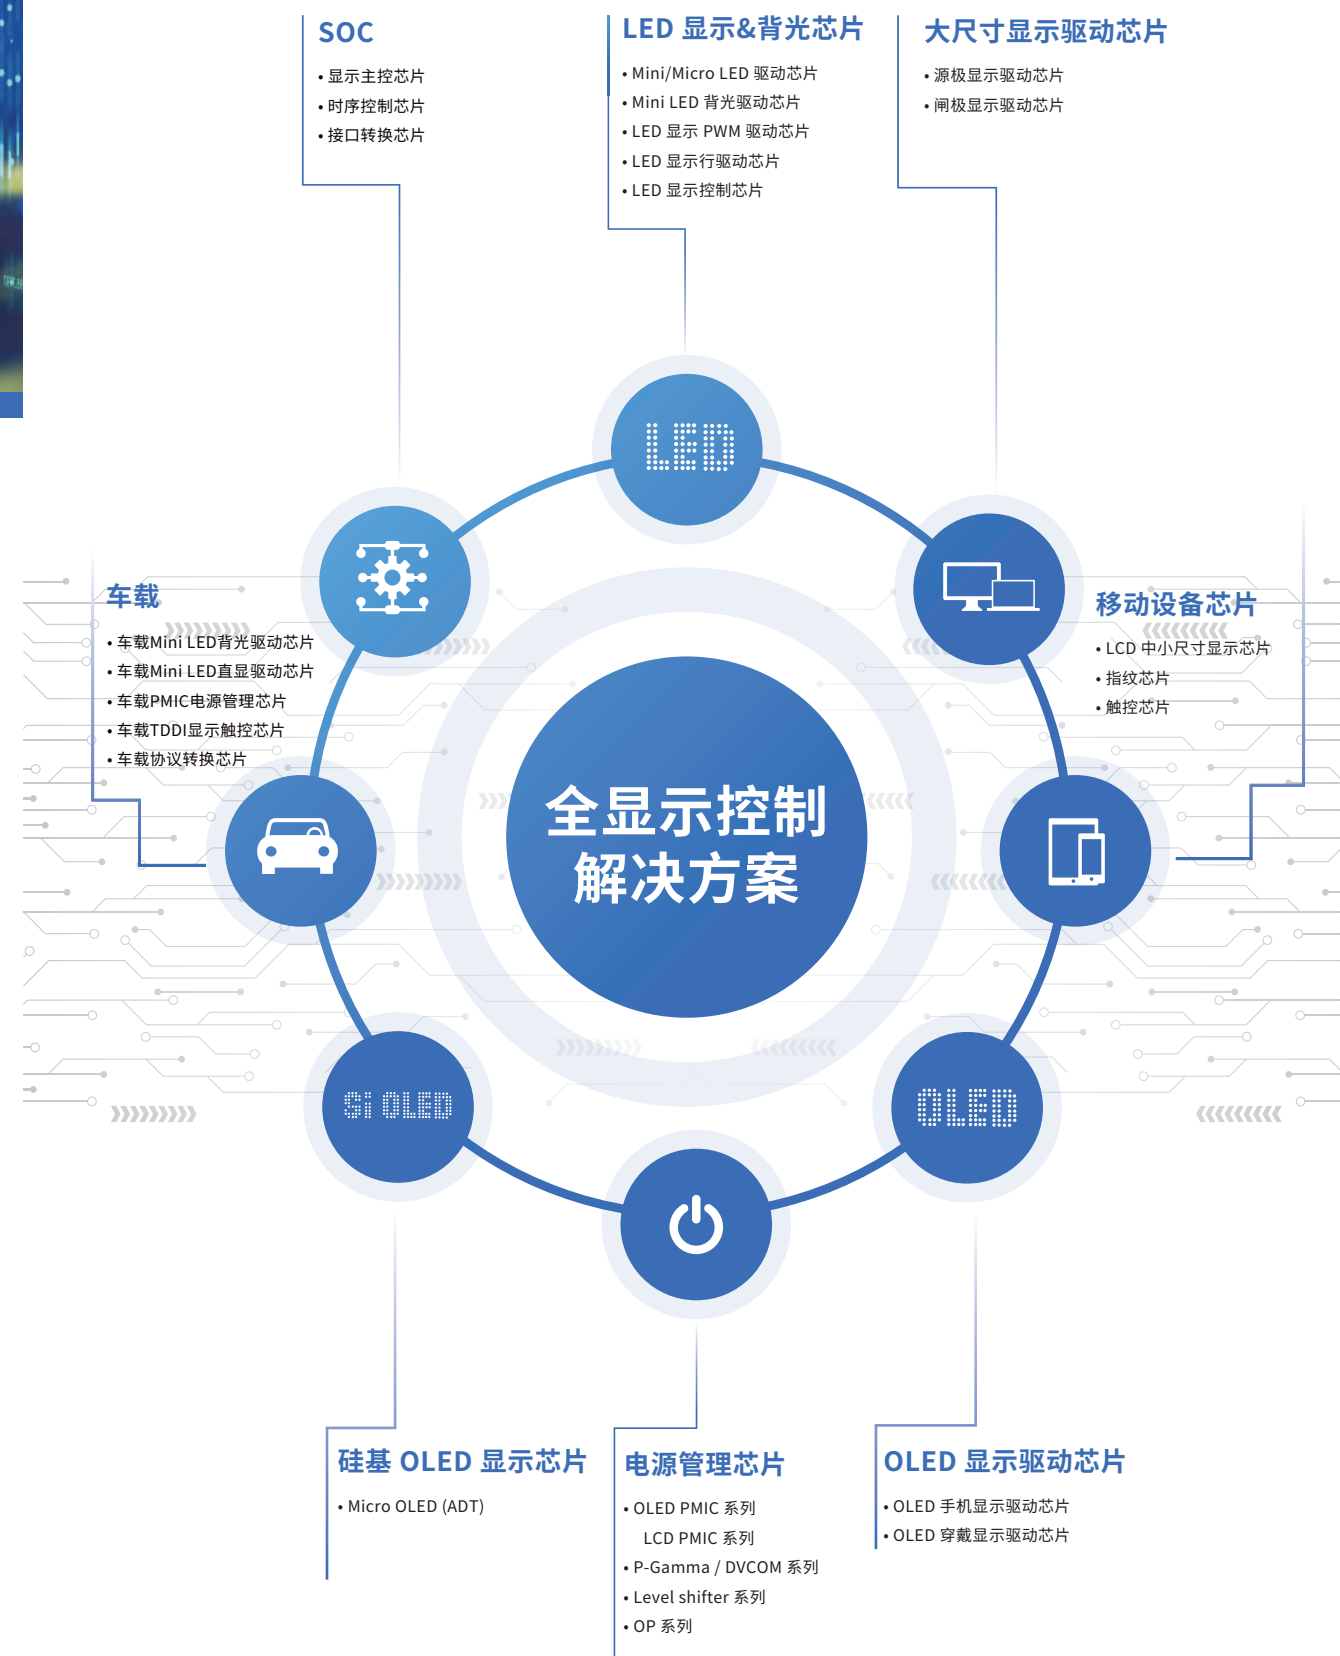 SOC
• 显示主控芯片
• 时序控制芯片
• 接口转换芯片
LED 显示&背光芯片
• Mini/Micro LED 驱动芯片
• Mini LED 背光驱动芯片
• LED 显示 PWM 驱动芯片
• LED 显示行驱动芯片
• LED 显示控制芯片
大尺寸显示驱动芯片
• 源极显示驱动芯片
• 闸极显示驱动芯片
LED
车载
• 车载Mini LED背光驱动芯片
• 车载Mini LED直显驱动芯片
• 车载PMIC电源管理芯片
• 车载TDDI显示触控芯片
• 车载协议转换芯片
移动设备芯片
• LCD 中小尺寸显示芯片
• 指纹芯片
• 触控芯片
全显示控制
解决方案
Si OLED
OLED
硅基 OLED 显示芯片
• Micro OLED (ADT)
电源管理芯片
• OLED PMIC 系列
LCD PMIC 系列
• P-Gamma / DVCOM 系列
• Level shifter 系列
• OP 系列
OLED 显示驱动芯片
• OLED 手机显示驱动芯片
• OLED 穿戴显示驱动芯片